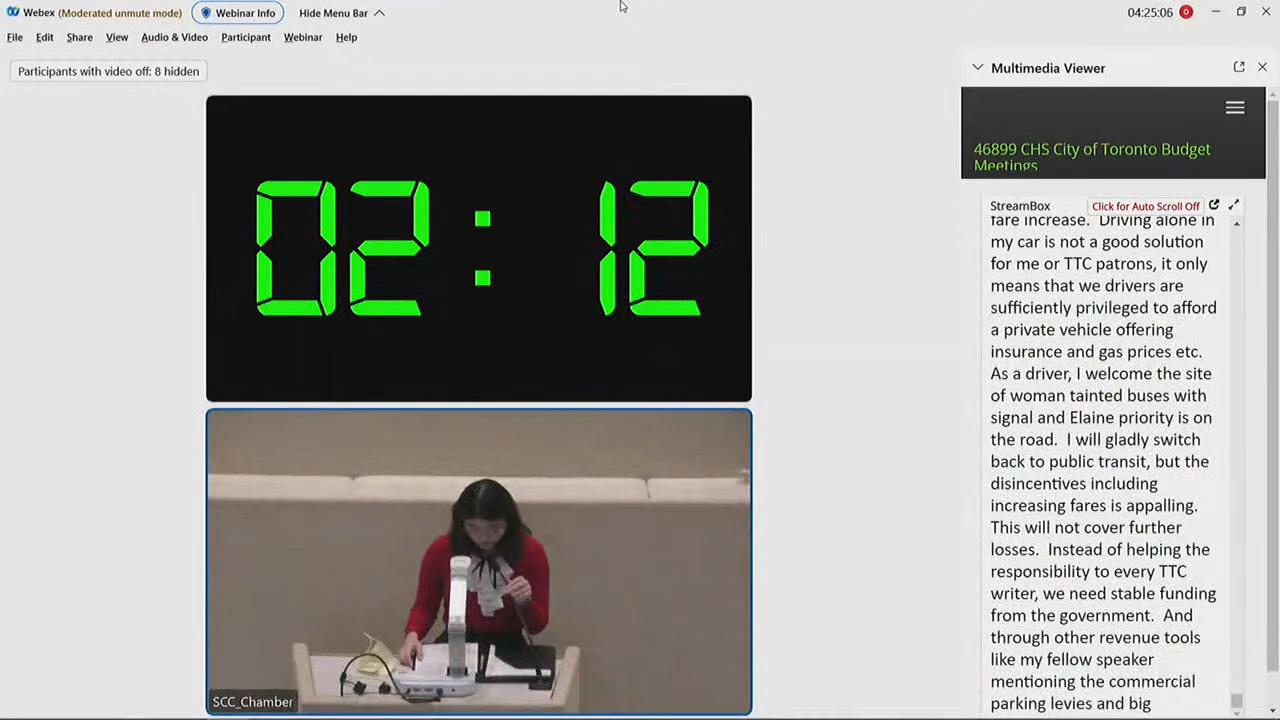 Webex (Moderated unmute mode) Webinar Info Hide Menu Bar 04:25:06
File Edit Share View Audio & Video Participant Webinar Help
Participants with video off: 8 hidden
Multimedia Viewer
46899 CHS City of Toronto Budget
Meetings
StreamBox Click for Auto Scroll Off
fare increase. Driving alone in
my car is not a good solution
for me or TTC patrons, it only
means that we drivers are
sufficiently privileged to afford
a private vehicle offering
insurance and gas prices etc.
As a driver, I welcome the site
of woman tainted buses with
signal and Elaine priority is on
the road. I will gladly switch
back to public transit, but the
disincentives including
increasing fares is appalling.
This will not cover further
losses. Instead of helping the
responsibility to every TTC
writer, we need stable funding
from the government. And
through other revenue tools
like my fellow speaker
mentioning the commercial
parking levies and big
02:12
SCC_Chamber